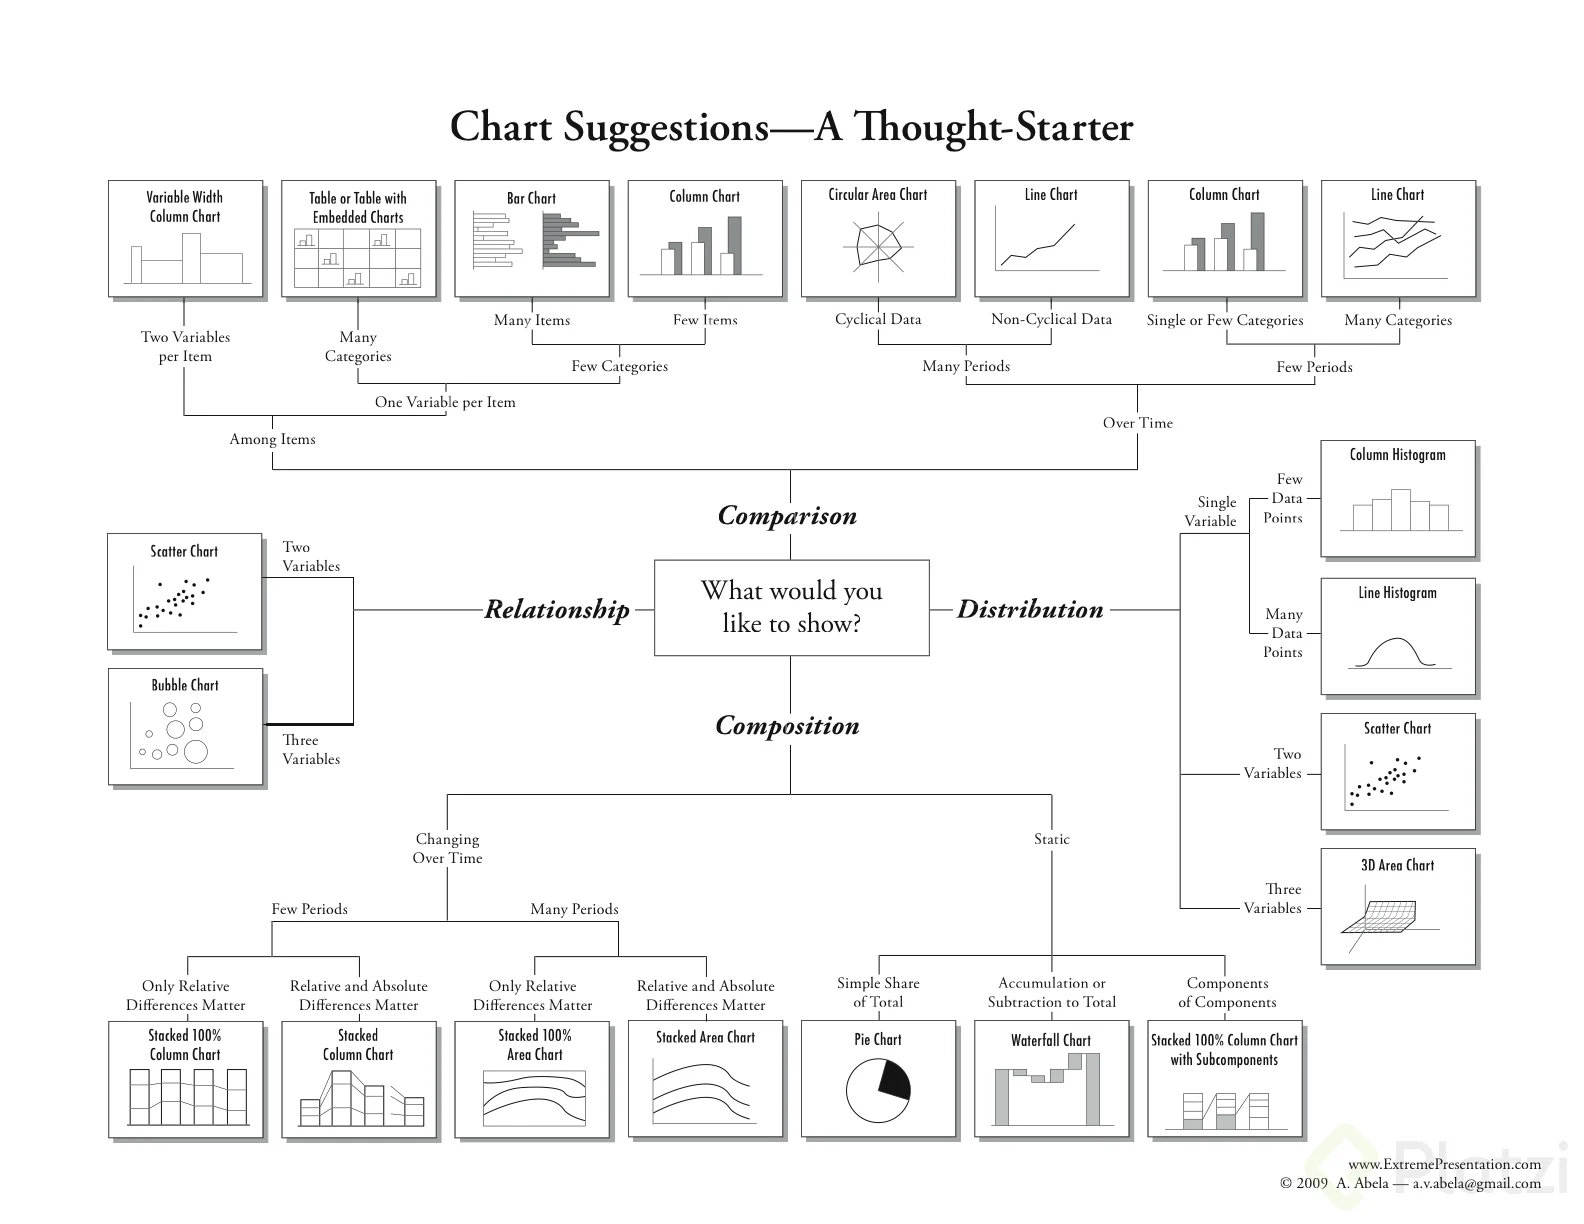 Chart Suggestions—A Thought-Starter
Variable Width
Column Chart
Table or Table with
Embedded Charts
Bar Chart
Column Chart
Circular Area Chart
Line Chart
Column Chart
Line Chart
Two Variables
per Item
Many
Categories
Many Items
Few Items
Cyclical Data
Non-Cyclical Data
Single or Few Categories
Many Categories
Few Categories
Many Periods
Few Periods
One Variable per Item
Among Items
Over Time
Comparison
What would you
like to show?
Relationship
Two
Variables
Scatter Chart
Bubble Chart
Three
Variables
Distribution
Single
Variable
Few
Data
Points
Column Histogram
Many
Data
Points
Line Histogram
Two
Variables
Scatter Chart
Three
Variables
3D Area Chart
Composition
Changing
Over Time
Static
Few Periods
Many Periods
Only Relative
Differences Matter
Relative and Absolute
Differences Matter
Only Relative
Differences Matter
Relative and Absolute
Differences Matter
Simple Share
of Total
Accumulation or
Subtraction to Total
Components
of Components
Stacked 100%
Column Chart
Stacked
Column Chart
Stacked 100%
Area Chart
Stacked Area Chart
Pie Chart
Waterfall Chart
Stacked 100% Column Chart
with Subcomponents
Platzi
www.ExtremePresentation.com
© 2009 A. Abela — a.v.abela@gmail.com